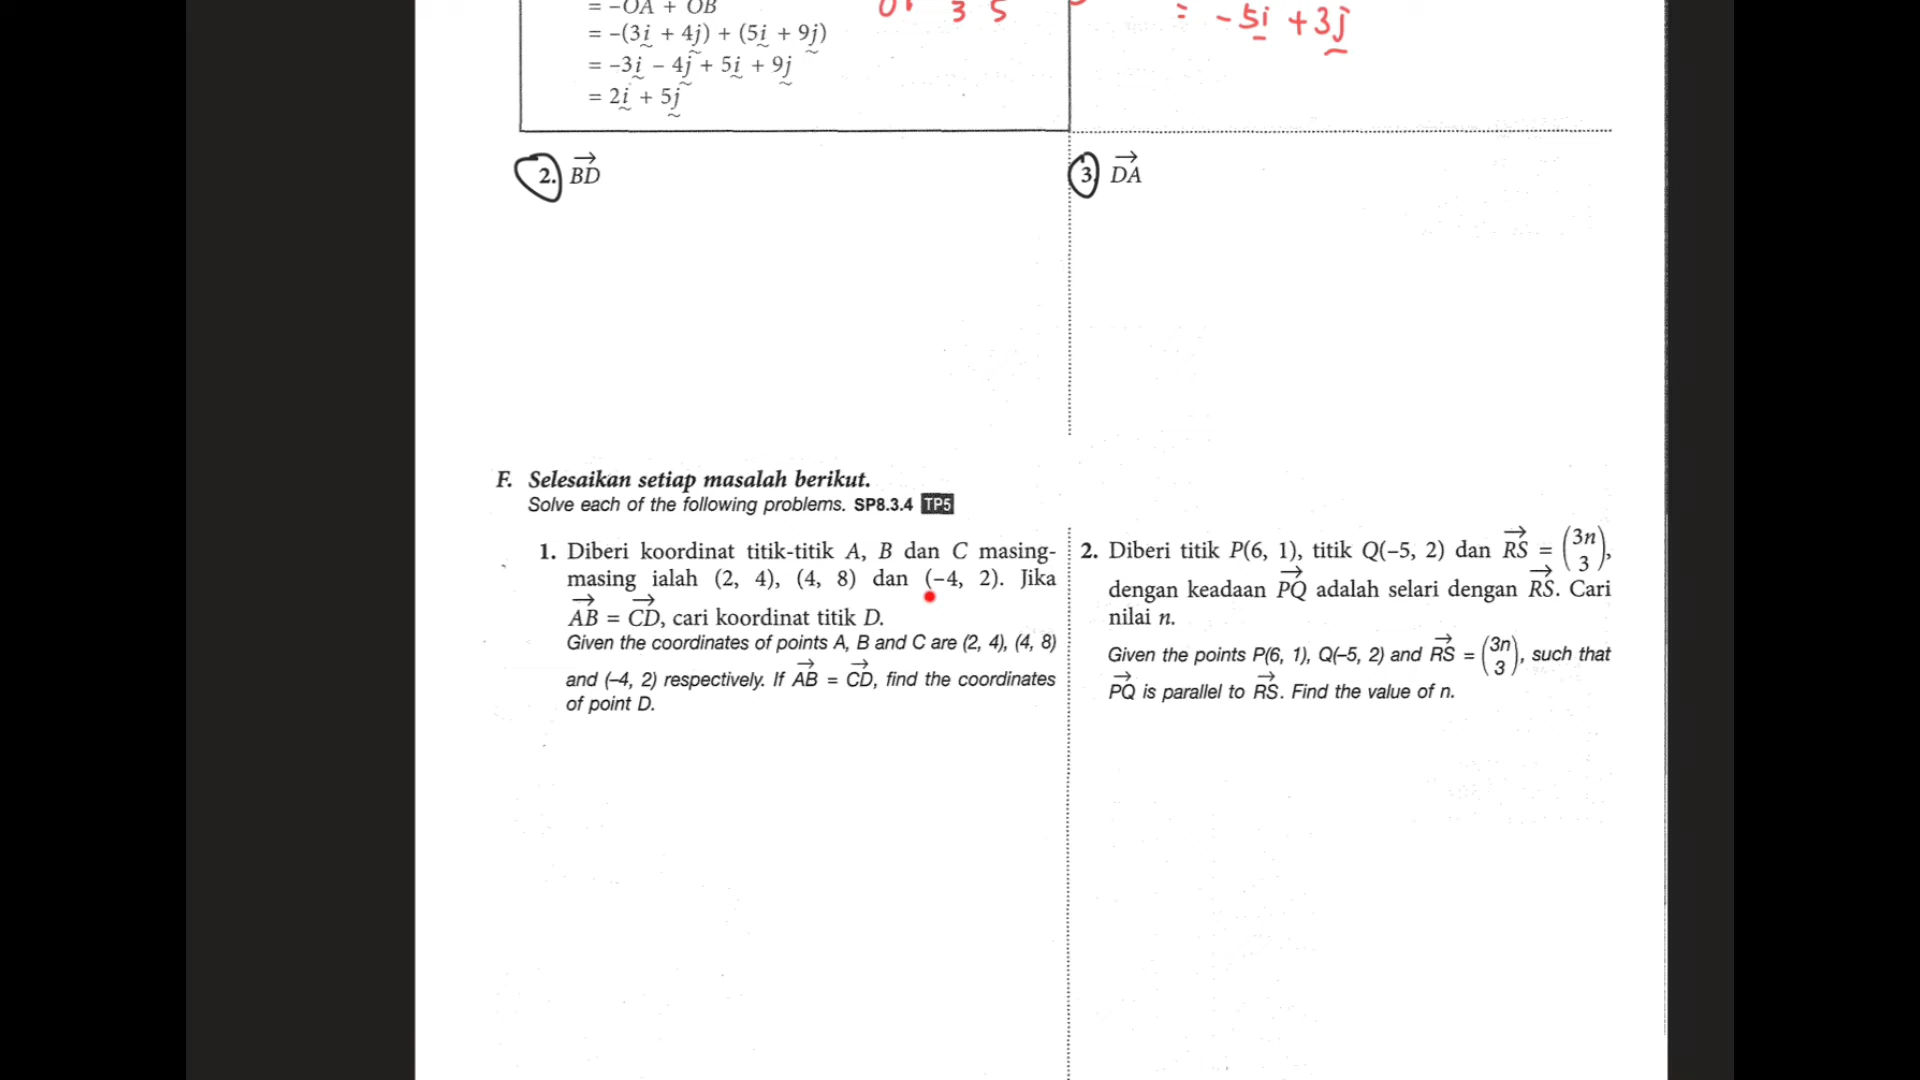 = –OA + OB
= –(3i + 4j) + (5i + 9j)
= –3i – 4j + 5i + 9j
= 2i + 5j
3 5
= -5i + 3j
2. BD
3. DA
F. Selesaikan setiap masalah berikut.
Solve each of the following problems. SP8.3.4 TP5
1. Diberi koordinat titik-titik A, B dan C masing-
masing ialah (2, 4), (4, 8) dan (–4, 2). Jika
AB = CD, cari koordinat titik D.
Given the coordinates of points A, B and C are (2, 4), (4, 8)
and (–4, 2) respectively. If AB = CD, find the coordinates
of point D.
2. Diberi titik P(6, 1), titik Q(–5, 2) dan RS = (3n
3),
dengan keadaan PQ adalah selari dengan RS. Cari
nilai n.
Given the points P(6, 1), Q(–5, 2) and RS = (3n
3), such that
PQ is parallel to RS. Find the value of n.